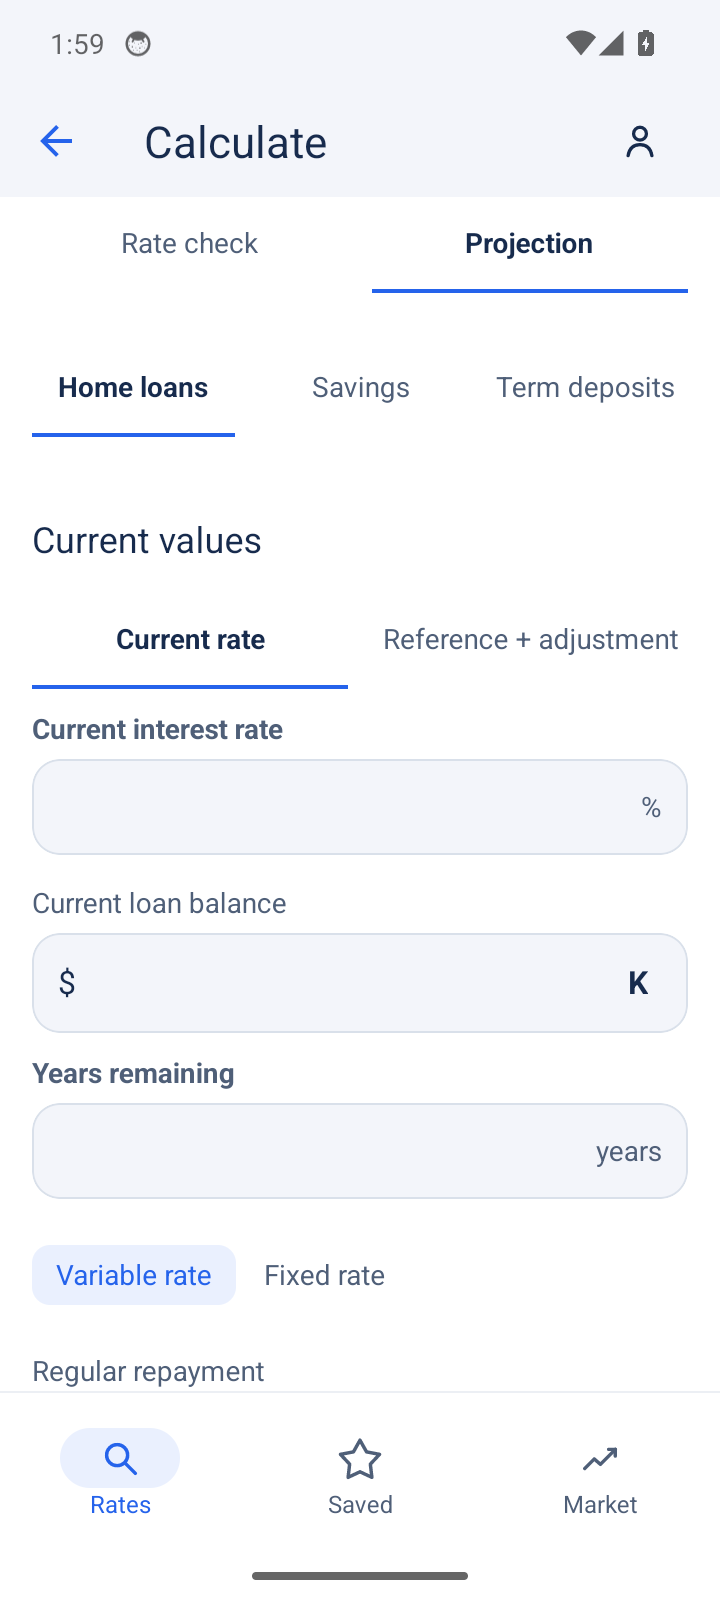 1:59
Calculate
Rate check
Projection
Home loans
Savings
Term deposits
Current values
Current rate
Reference + adjustment
Current interest rate
%
Current loan balance
$
K
Years remaining
years
Variable rate
Fixed rate
Regular repayment
Rates
Saved
Market